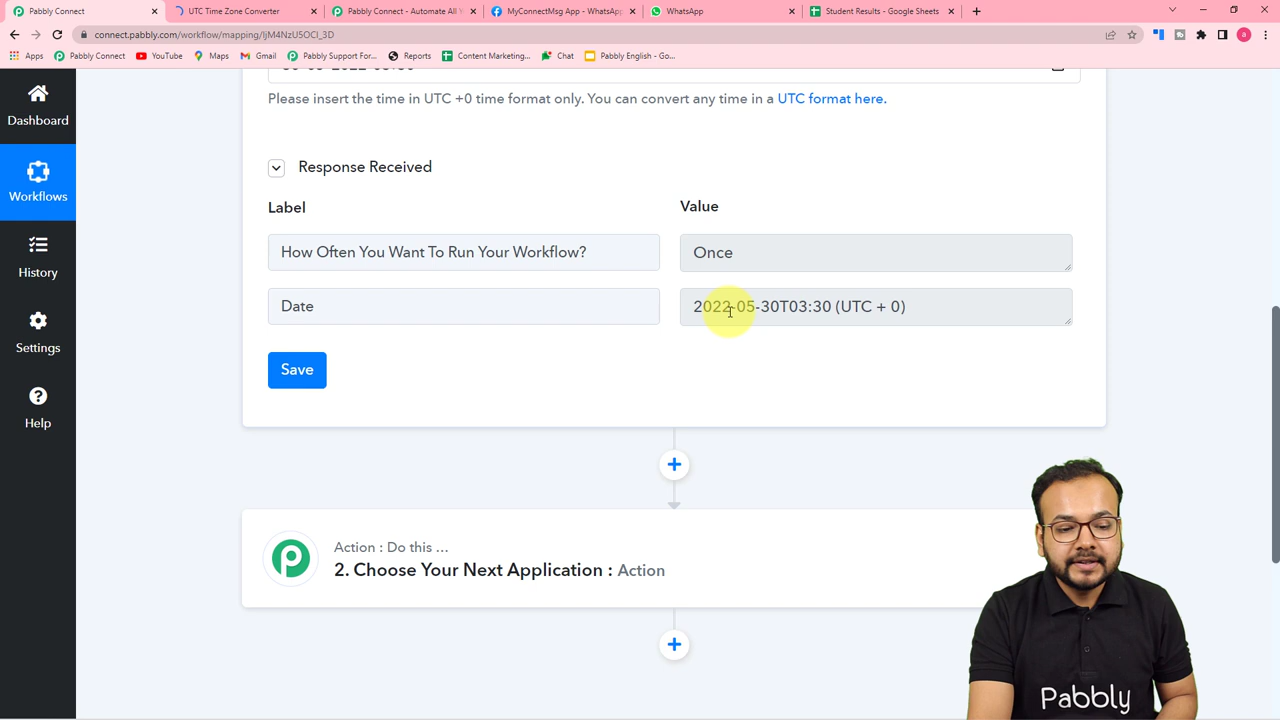 Pabbly Connect
UTC Time Zone Converter
Pabbly Connect - Automate All Y
MyConnectMsg App - WhatsApp
WhatsApp
Student Results - Google Sheets
connect.pabbly.com/workflow/mapping/IjM4NzU5OCI_3D
Apps
Pabbly Connect
YouTube
Maps
Gmail
Pabbly Support For...
Reports
Content Marketing...
Chat
Pabbly English - Go...
Dashboard
Workflows
History
Settings
Help
Please insert the time in UTC +0 time format only. You can convert any time in a UTC format here.
Response Received
Label
Value
How Often You Want To Run Your Workflow?
Once
Date
2022-05-30T03:30 (UTC + 0)
Save
Action : Do this ...
2. Choose Your Next Application : Action
Pabbly